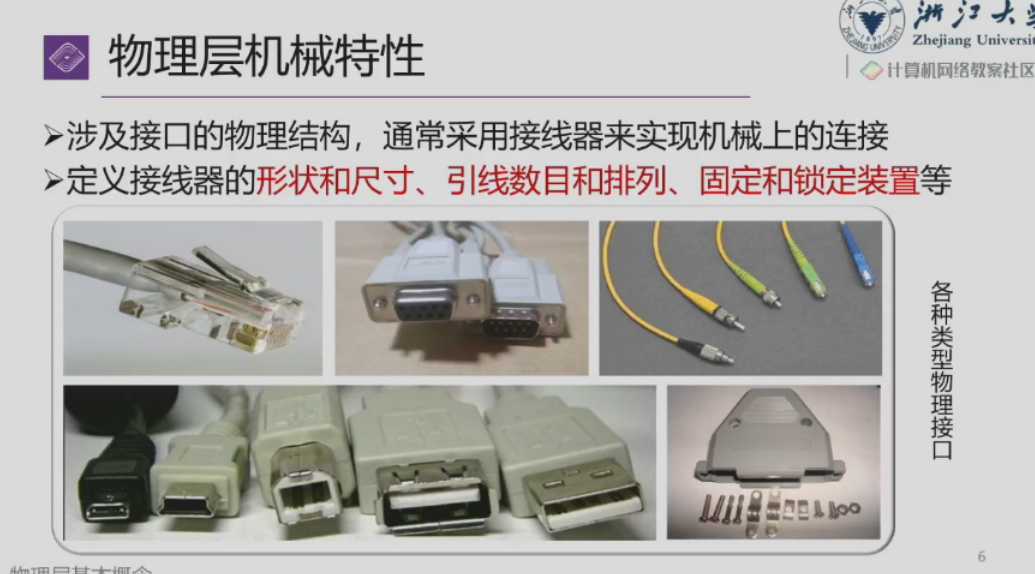 物理层机械特性
浙江大学
Zhejiang Universit
计算机网络教案社区
➢涉及接口的物理结构，通常采用接线器来实现机械上的连接
➢定义接线器的形状和尺寸、引线数目和排列、固定和锁定装置等
各种类型物理接口
物理层基本概念
6